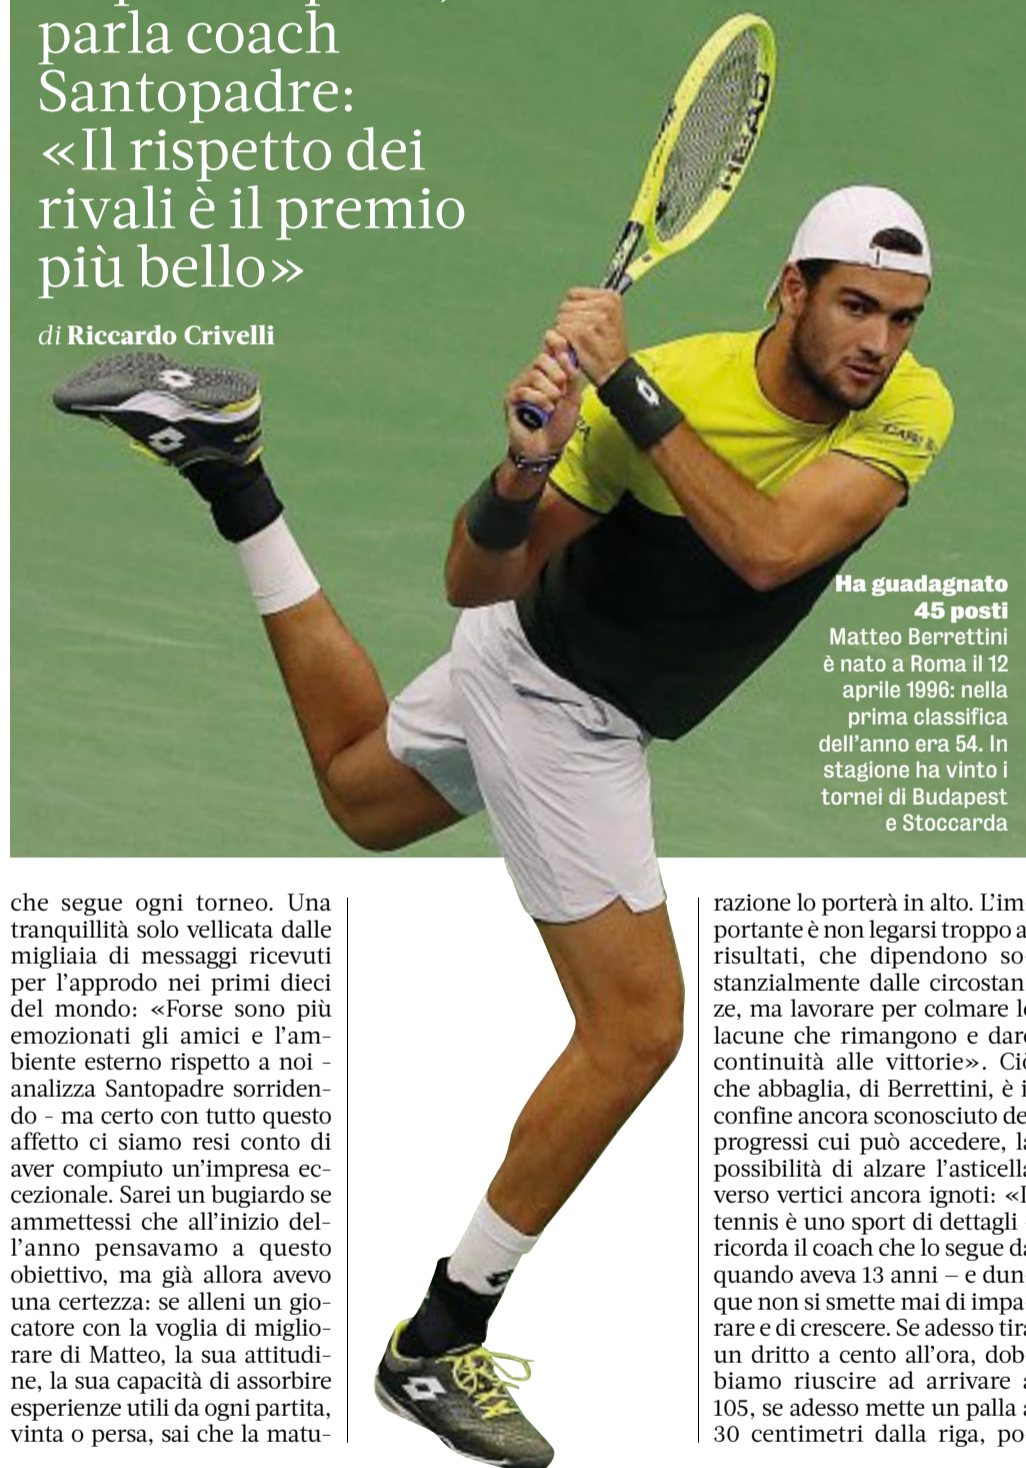 parla coach
Santopadre:
«Il rispetto dei
rivali è il premio
più bello»
di Riccardo Crivelli
Ha guadagnato
45 posti
Matteo Berrettini
è nato a Roma il 12
aprile 1996: nella
prima classifica
dell'anno era 54. In
stagione ha vinto i
tornei di Budapest
e Stoccarda
che segue ogni torneo. Una
tranquillità solo vellicata dalle
migliaia di messaggi ricevuti
per l'approdo nei primi dieci
del mondo: «Forse sono più
emozionati gli amici e l'am-
biente esterno rispetto a noi -
analizza Santopadre sorriden-
do - ma certo con tutto questo
affetto ci siamo resi conto di
aver compiuto un'impresa ec-
cezionale. Sarei un bugiardo se
ammettessi che all'inizio del-
l'anno pensavamo a questo
obiettivo, ma già allora avevo
una certezza: se alleni un gio-
catore con la voglia di miglio-
rare di Matteo, la sua attitudi-
ne, la sua capacità di assorbire
esperienze utili da ogni partita,
vinta o persa, sai che la matu-
razione lo porterà in alto. L'im-
portante è non legarsi troppo
risultati, che dipendono so-
stanzialmente dalle circostan
ze, ma lavorare per colmare
lacune che rimangono e dar
continuità alle vittorie». Ci
che abbaglia, di Berrettini, è
confine ancora sconosciuto de
progressi cui può accedere,
possibilità di alzare l'asticella
verso vertici ancora ignoti:
tennis è uno sport di dettagli
ricorda il coach che lo segue da
quando aveva 13 anni – e dun-
que non si smette mai di impa-
rare e di crescere. Se adesso tira
un dritto a cento all'ora, dob
biamo riuscire ad arrivare a
105, se adesso mette un palla a
30 centimetri dalla riga, po-